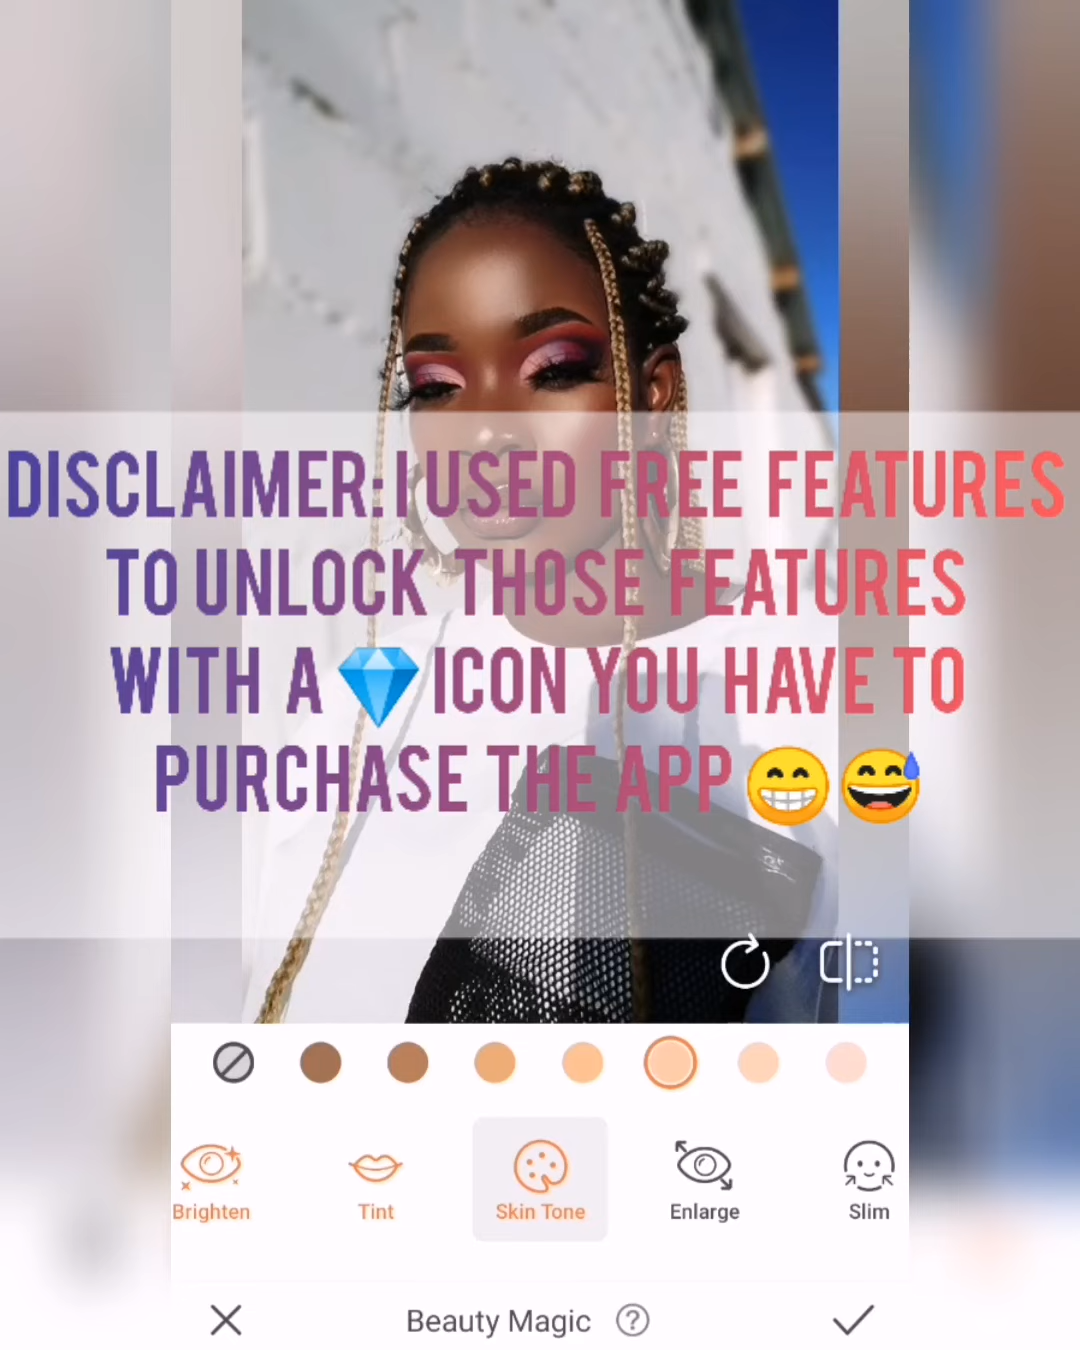 DISCLAIMER: I USED FREE FEATURES
TO UNLOCK THOSE FEATURES
WITH A 💎 ICON YOU HAVE TO
PURCHASE THE APP 😁😅
Brighten Tint Skin Tone Enlarge Slim
Beauty Magic ?